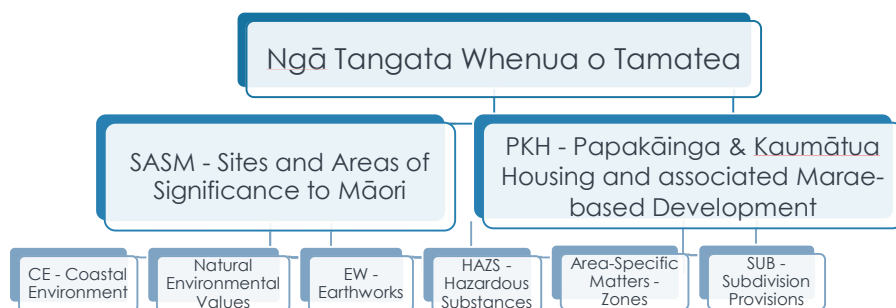 Ngā Tangata Whenua o Tamatea
SASM - Sites and Areas of
Significance to Māori
PKH - Papakāinga & Kaumātua
Housing and associated Marae-
based Development
CE - Coastal
Environment
Natural
Environmental
Values
EW -
Earthworks
HAZS -
Hazardous
Substances
Area-Specific
Matters -
Zones
SUB -
Subdivision
Provisions